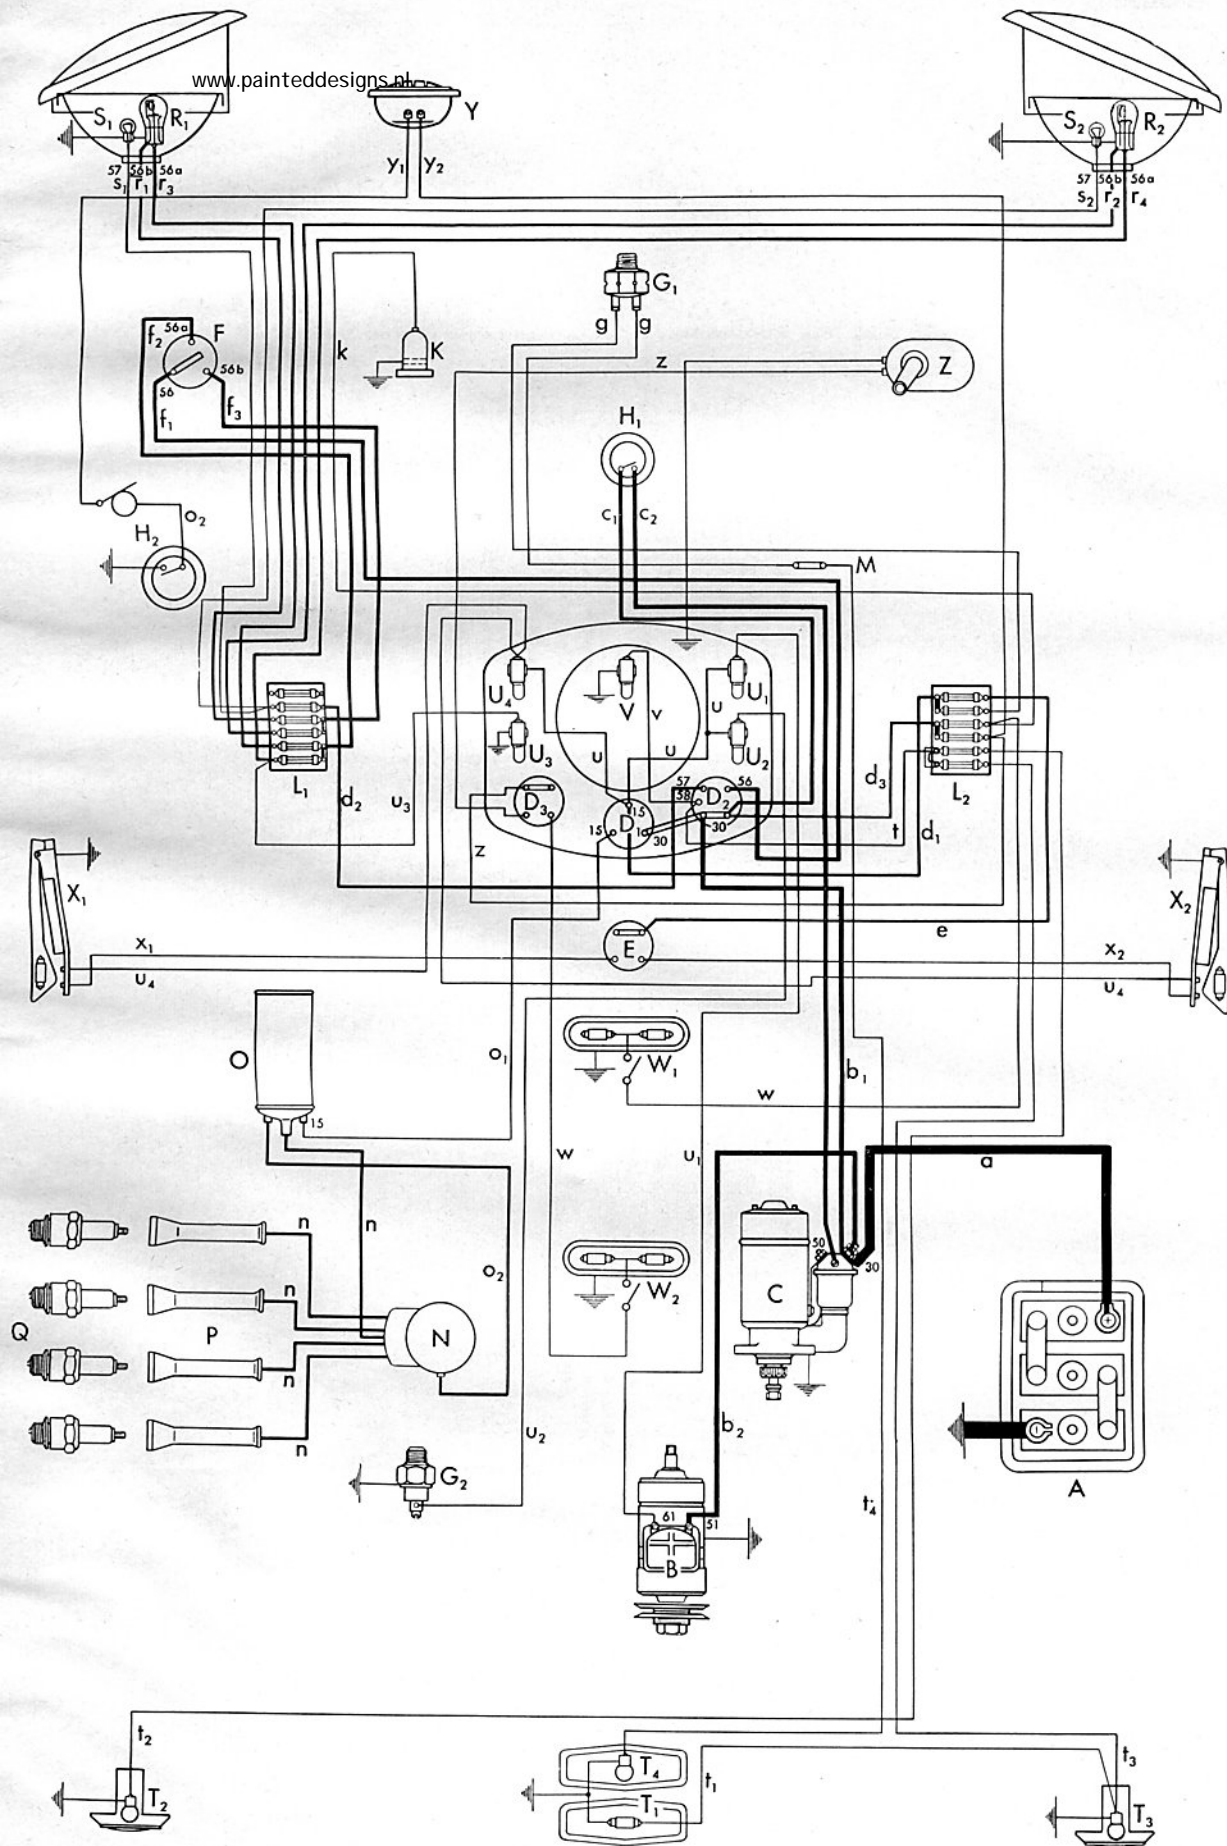 www.painteddesigns.nl
Y
S₁ R₁
S₂ R₂
57 56b 56a
s₁ r₁ r₃
y₁ y₂
57 56b 56a
s₂ r₂ r₄
G₁
g g
f₂ 56a F
56b
56
f₁ f₃
k K
z
Z
H₁
c₁ c₂
o₂
H₂
M
U₄ V v u U₁
U₃ u u U₂
L₁ d₂ u₃
D₃ D₁ D₂
57 56
58
15 15 30 30
d₃ L₂
t d₁
z
X₁ X₂
E e
x₁ x₂
u₄ u₄
O
15
o₁
W₁
w
b₁
w u₁
a
n n
50
30
C
o₂
W₂
n
Q P N
n
n
u₂
b₂
G₂
A
61 51
B
t₄
t₂
T₄
t₁
t₃
T₂ T₁ T₃